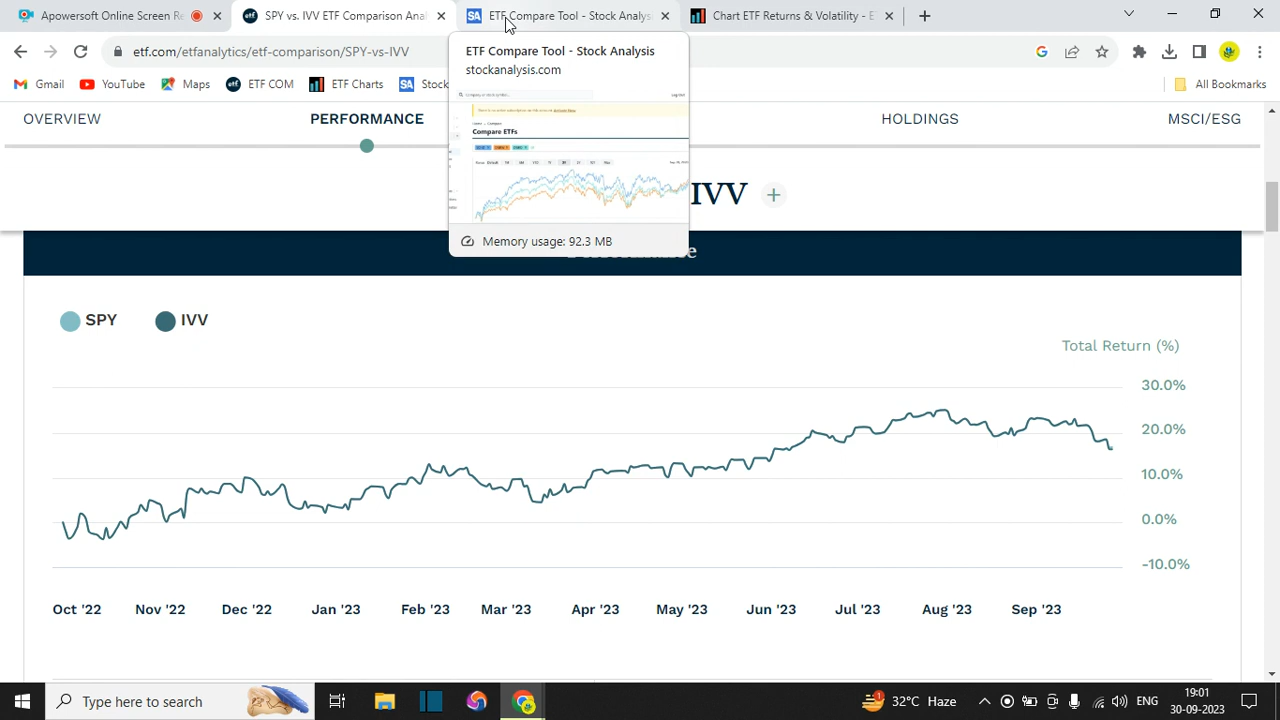 Apowersoft Online Screen Re
SPY vs. IVV ETF Comparison Anal
ETF Compare Tool - Stock Analys
Chart ETF Returns & Volatility - E
etf.com/etfanalytics/etf-comparison/SPY-vs-IVV
Gmail
YouTube
Maps
ETF COM
ETF Charts
Stock
All Bookmarks
ETF Compare Tool - Stock Analysis
stockanalysis.com
Compare ETFs
Memory usage: 92.3 MB
OVERVIEW
PERFORMANCE
HOLDINGS
MSCI/ESG
IVV
SPY
IVV
Total Return (%)
30.0%
20.0%
10.0%
0.0%
-10.0%
Oct '22 Nov '22 Dec '22 Jan '23 Feb '23 Mar '23 Apr '23 May '23 Jun '23 Jul '23 Aug '23 Sep '23
Type here to search
1
32°C Haze
ENG
19:01
30-09-2023